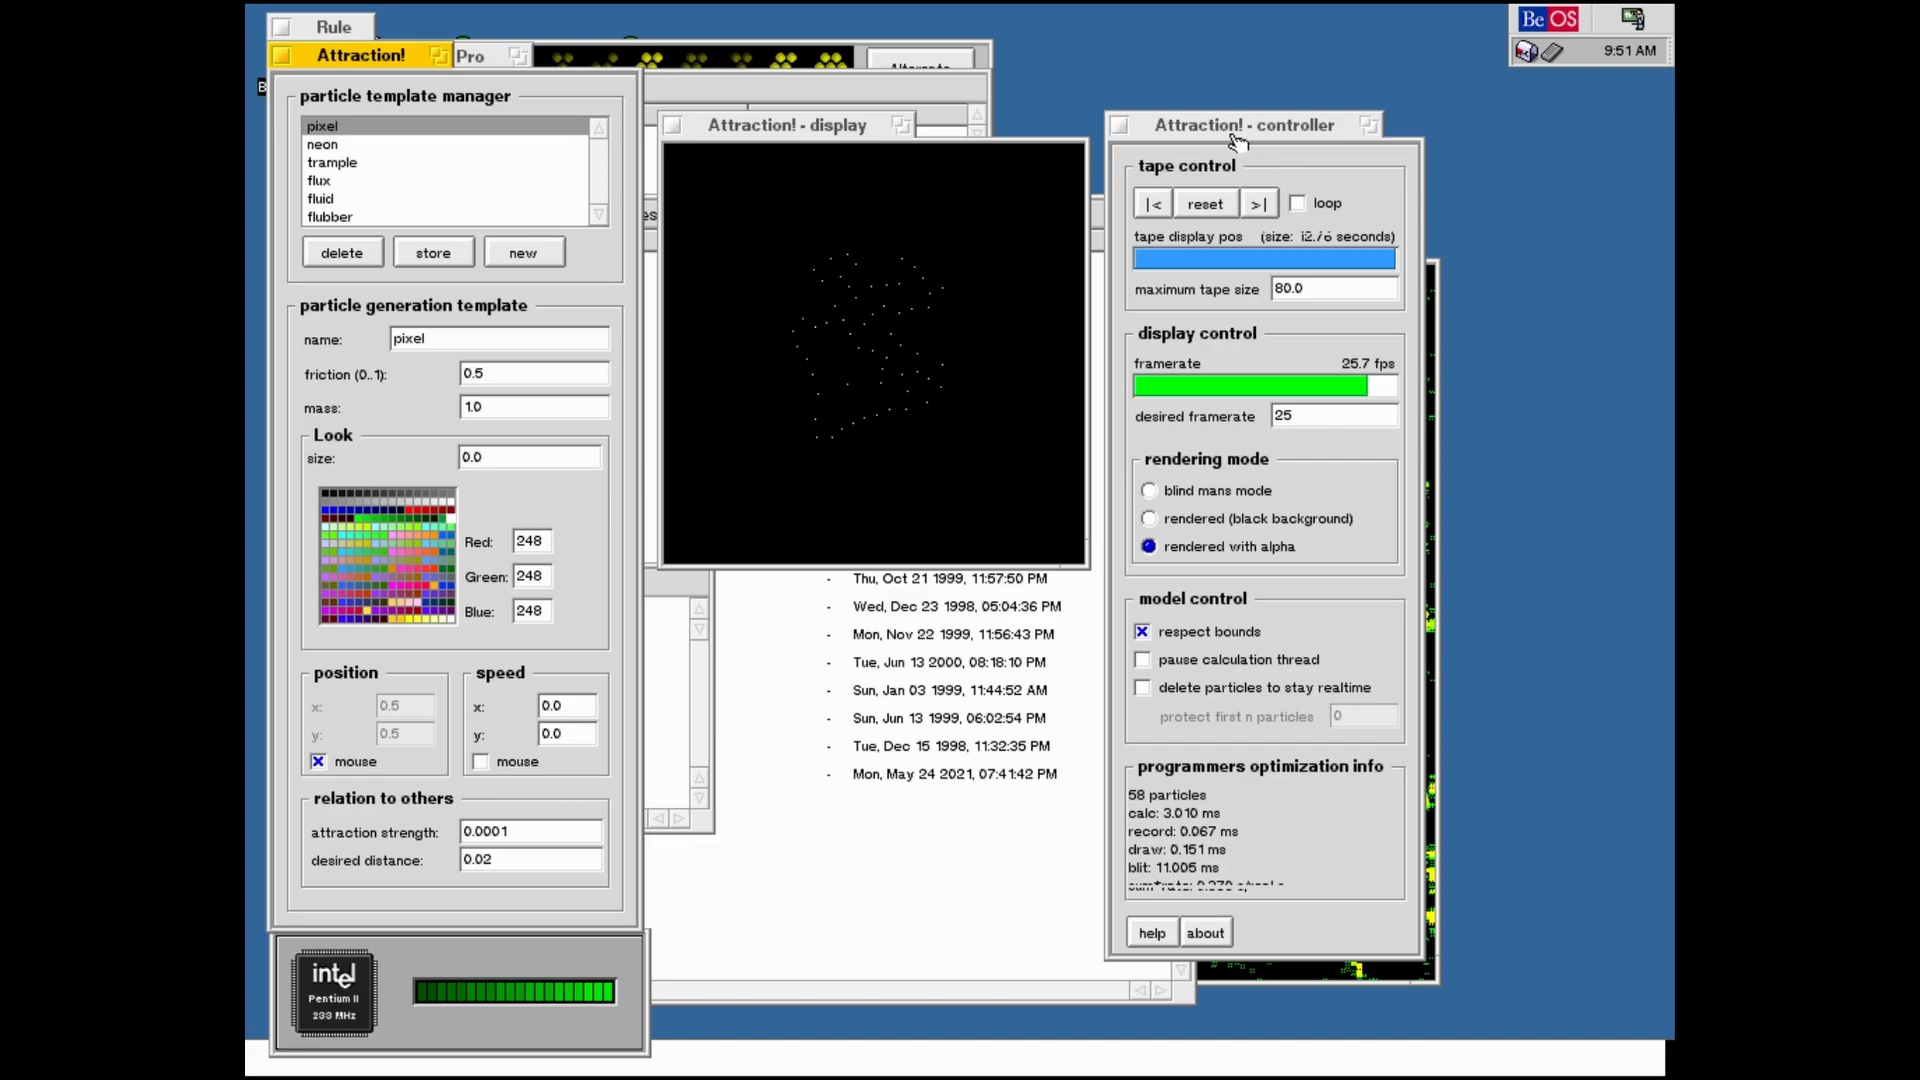 Rule
Attraction!
Pro
B
particle template manager
pixel
neon
trample
flux
fluid
flubber
delete
store
new
particle generation template
name:
pixel
friction (0..1):
0.5
mass:
1.0
Look
size:
0.0
Red:
248
Green:
248
Blue:
248
position
x:
0.5
y:
0.5
mouse
speed
x:
0.0
y:
0.0
mouse
relation to others
attraction strength:
0.0001
desired distance:
0.02
intel
Pentium II
233 MHz
es
Attraction! - display
- Thu, Oct 21 1999, 11:57:50 PM
- Wed, Dec 23 1998, 05:04:36 PM
- Mon, Nov 22 1999, 11:56:43 PM
- Tue, Jun 13 2000, 08:18:10 PM
- Sun, Jan 03 1999, 11:44:52 AM
- Sun, Jun 13 1999, 06:02:54 PM
- Tue, Dec 15 1998, 11:32:35 PM
- Mon, May 24 2021, 07:41:42 PM
Attraction! - controller
tape control
|<
reset
>|
loop
tape display pos (size: 12.76 seconds)
maximum tape size
80.0
display control
framerate 25.7 fps
desired framerate
25
rendering mode
blind mans mode
rendered (black background)
rendered with alpha
model control
respect bounds
pause calculation thread
delete particles to stay realtime
protect first n particles
0
programmers optimization info
58 particles
calc: 3.010 ms
record: 0.067 ms
draw: 0.151 ms
blit: 11.005 ms
help
about
BeOS
9:51 AM